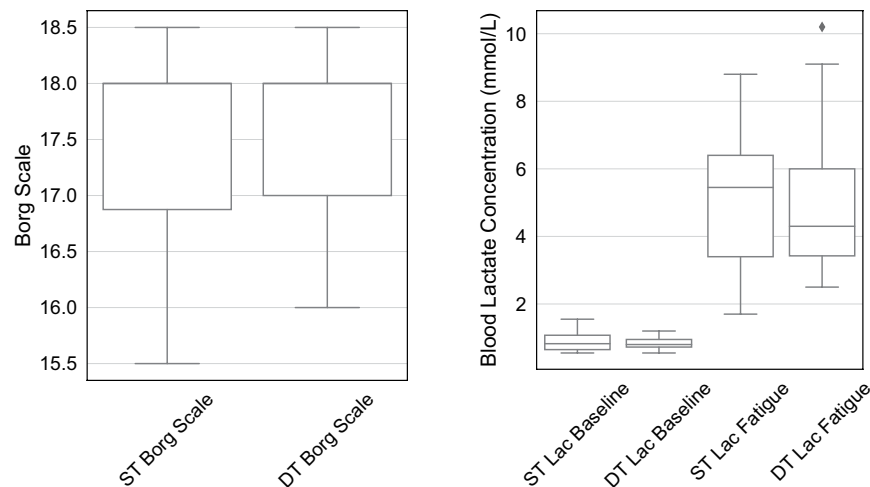 Borg Scale
18.5
18.0
17.5
17.0
16.5
16.0
15.5
ST Borg Scale
DT Borg Scale
Blood Lactate Concentration (mmol/L)
10
8
6
4
2
ST Lac Baseline
DT Lac Baseline
ST Lac Fatigue
DT Lac Fatigue